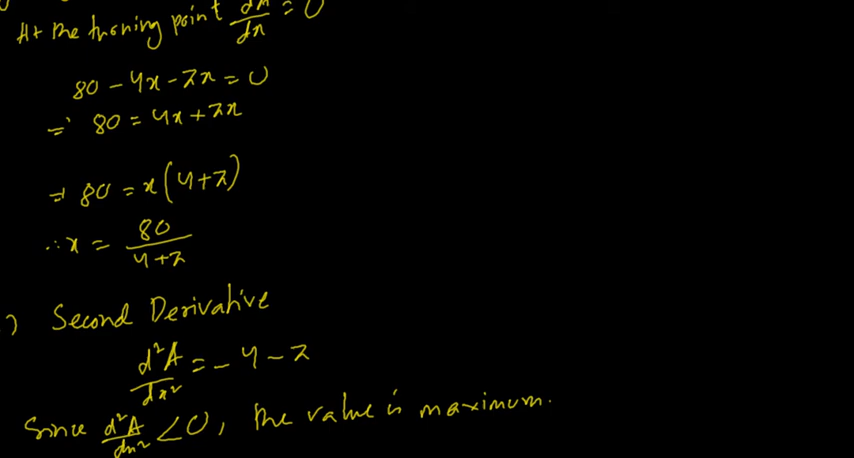 At the turning point dA/dx = 0
80 - 4x - πx = 0
⇒ 80 = 4x + πx
⇒ 80 = x(4+π)
∴ x = 80/(4+π)
) Second Derivative
d²A/dx² = -4 - π
Since d²A/dx² < 0, the value is maximum.